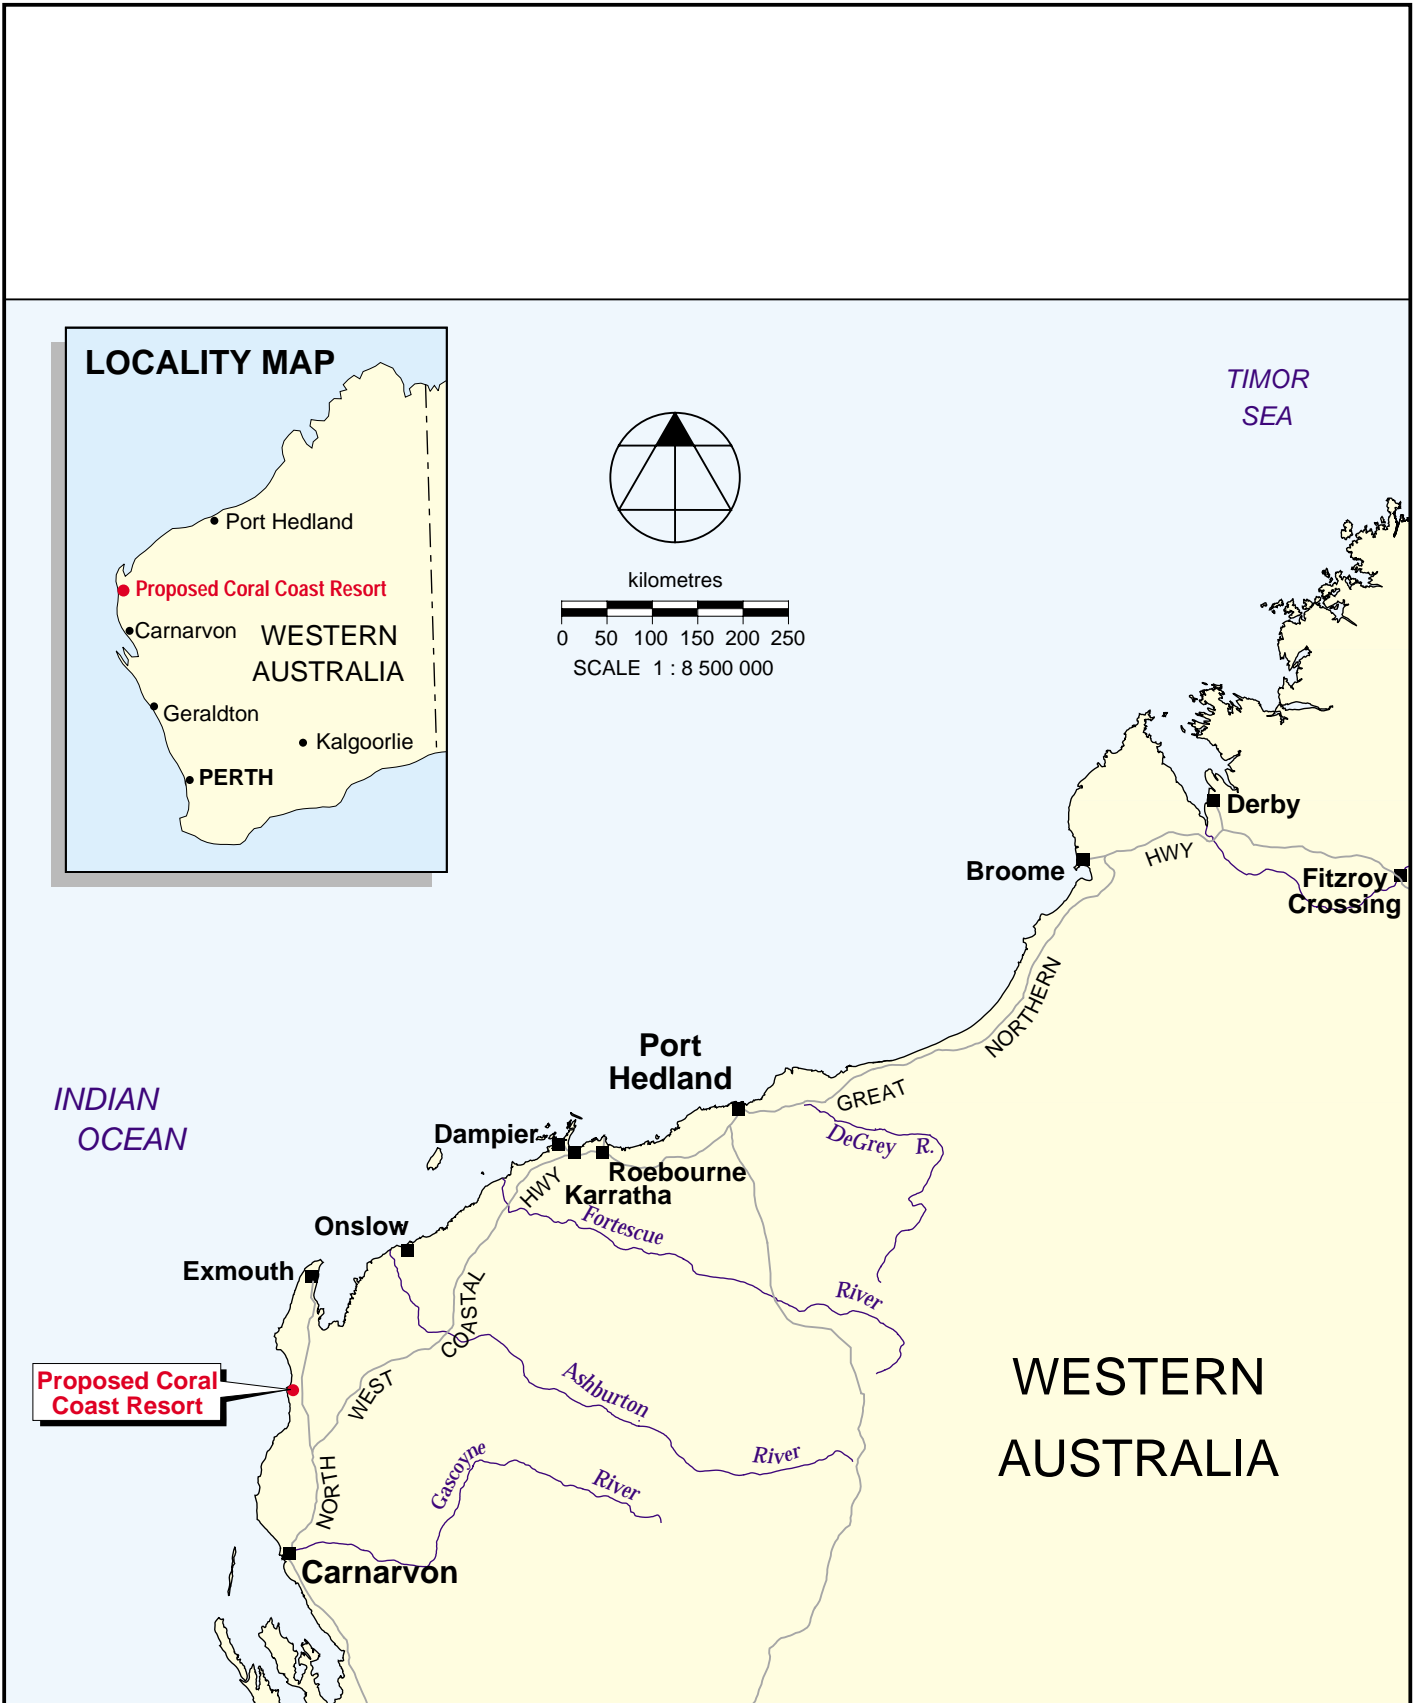 LOCALITY MAP
Port Hedland
Proposed Coral Coast Resort
Carnarvon
WESTERN
AUSTRALIA
Geraldton
Kalgoorlie
PERTH
kilometres
0 50 100 150 200 250
SCALE 1 : 8 500 000
TIMOR
SEA
Derby
Broome
HWY
Fitzroy
Crossing
NORTHERN
GREAT
Port
Hedland
INDIAN
OCEAN
Dampier
DeGrey R.
Roebourne
Karratha
HWY
Onslow
Fortescue
River
Exmouth
COASTAL
Proposed Coral
Coast Resort
WEST
Ashburton
River
WESTERN
AUSTRALIA
Gascoyne
River
NORTH
Carnarvon